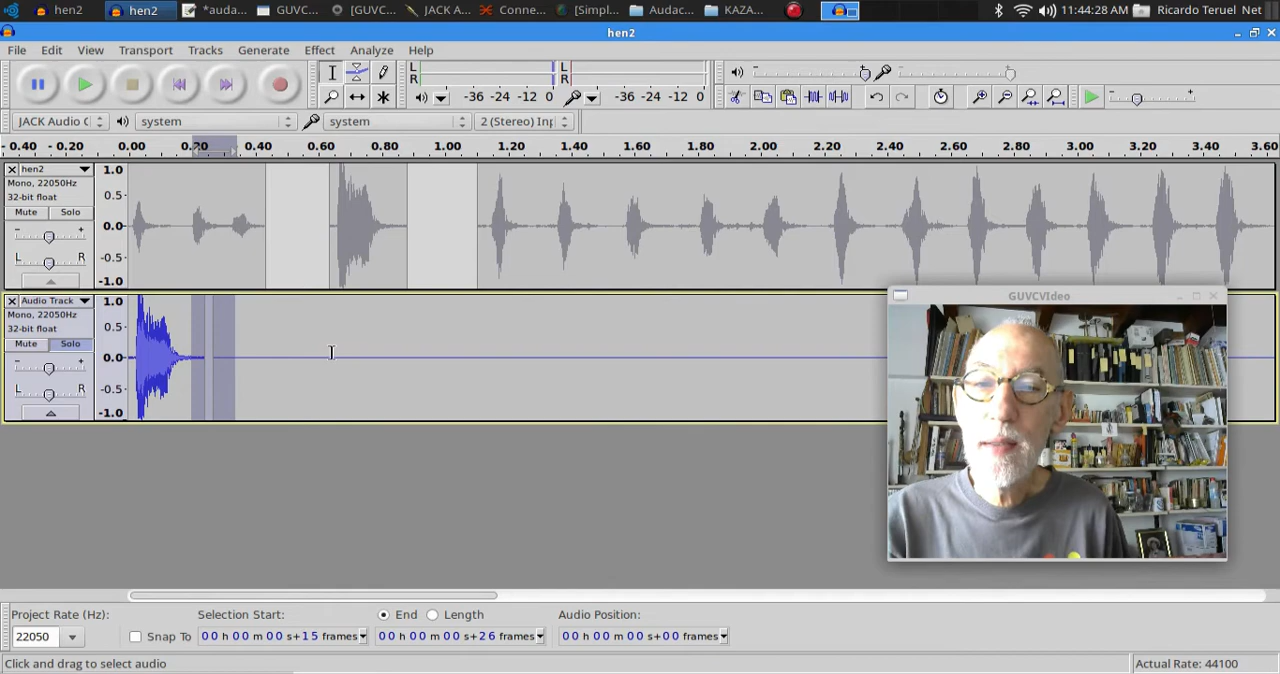 hen2 hen2 *auda... GUVC... [GUVC... JACK A... Conne... [Simpl... Audac... KAZA... 11:44:28 AM Ricardo Teruel Net
hen2
File Edit View Transport Tracks Generate Effect Analyze Help
L L
R R
-36 -24 -12 0 -36 -24 -12 0
JACK Audio C system system 2 (Stereo) Inp
- 0.40 - 0.20 0.00 0.20 0.40 0.60 0.80 1.00 1.20 1.40 1.60 1.80 2.00 2.20 2.40 2.60 2.80 3.00 3.20 3.40 3.60
hen2 1.0
Mono, 22050Hz
32-bit float 0.5
Mute Solo
- + 0.0
L R -0.5
-1.0
Audio Track 1.0
Mono, 22050Hz
32-bit float 0.5
Mute Solo
- + 0.0
L R -0.5
-1.0
GUVCVIdeo
Project Rate (Hz): Selection Start: End Length Audio Position:
22050 Snap To 00 h 00 m 00 s+15 frames 00 h 00 m 00 s+26 frames 00 h 00 m 00 s+00 frames
Click and drag to select audio Actual Rate: 44100